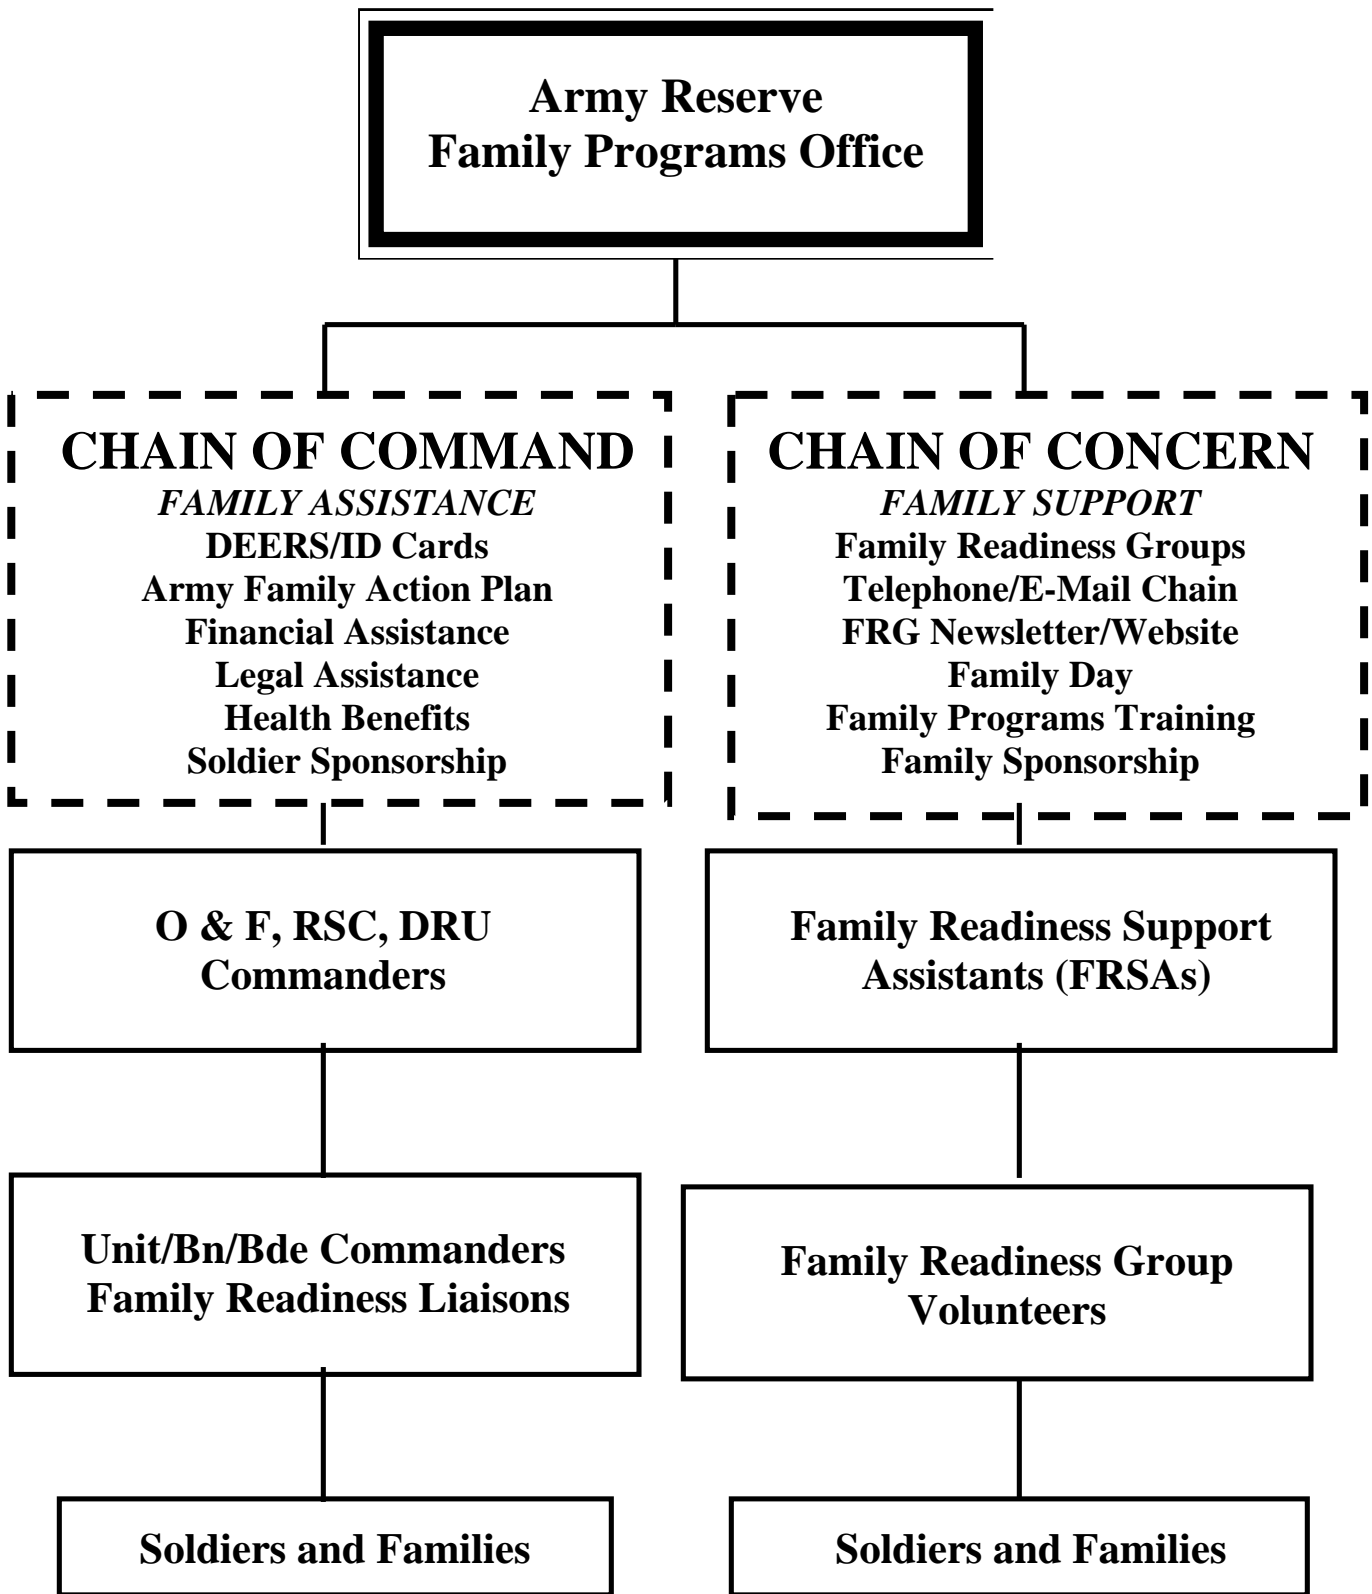 Army Reserve
Family Programs Office
CHAIN OF COMMAND
FAMILY ASSISTANCE
DEERS/ID Cards
Army Family Action Plan
Financial Assistance
Legal Assistance
Health Benefits
Soldier Sponsorship
CHAIN OF CONCERN
FAMILY SUPPORT
Family Readiness Groups
Telephone/E-Mail Chain
FRG Newsletter/Website
Family Day
Family Programs Training
Family Sponsorship
O & F, RSC, DRU
Commanders
Family Readiness Support
Assistants (FRSAs)
Unit/Bn/Bde Commanders
Family Readiness Liaisons
Family Readiness Group
Volunteers
Soldiers and Families
Soldiers and Families